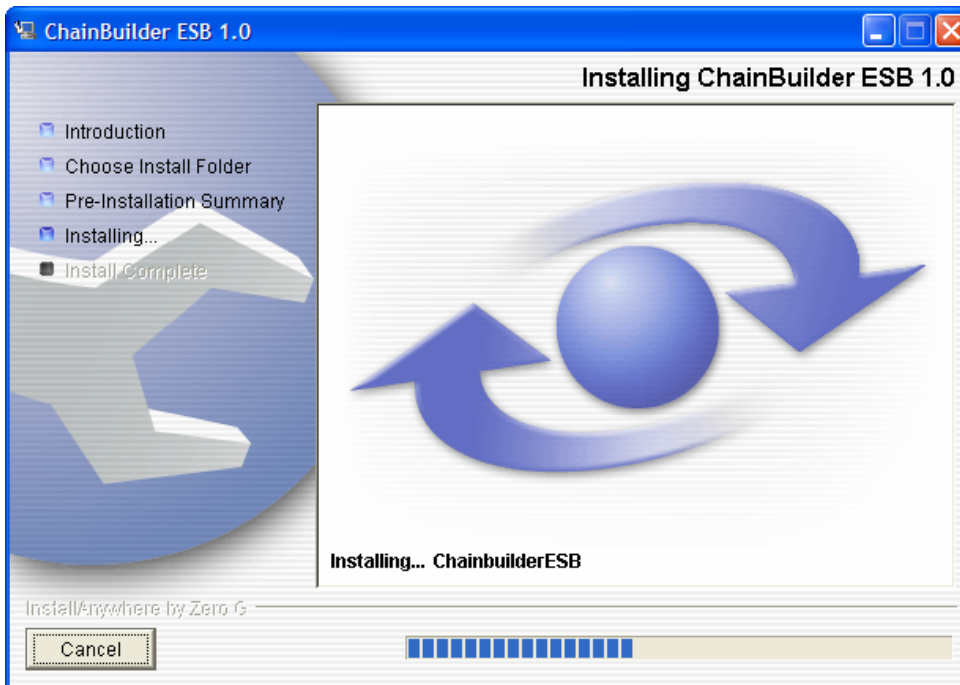 ChainBuilder ESB 1.0
Installing ChainBuilder ESB 1.0
Introduction
Choose Install Folder
Pre-Installation Summary
Installing...
Install Complete
Installing... ChainbuilderESB
InstallAnywhere by Zero G
Cancel